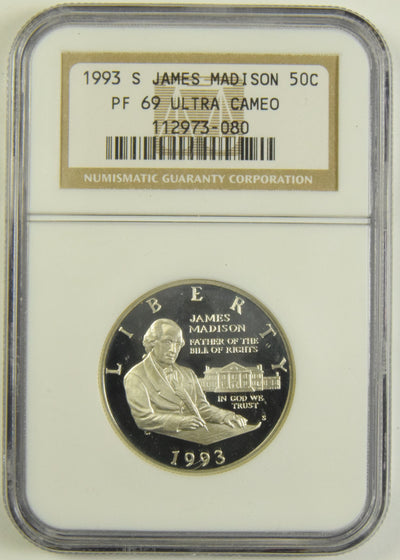 1993 S JAMES MADISON 50C
PF 69 ULTRA CAMEO
112973-080
NUMISMATIC GUARANTY CORPORATION
LIBERTY
JAMES
MADISON
FATHER OF THE
BILL OF RIGHTS
IN GOD WE
TRUST
S
1993